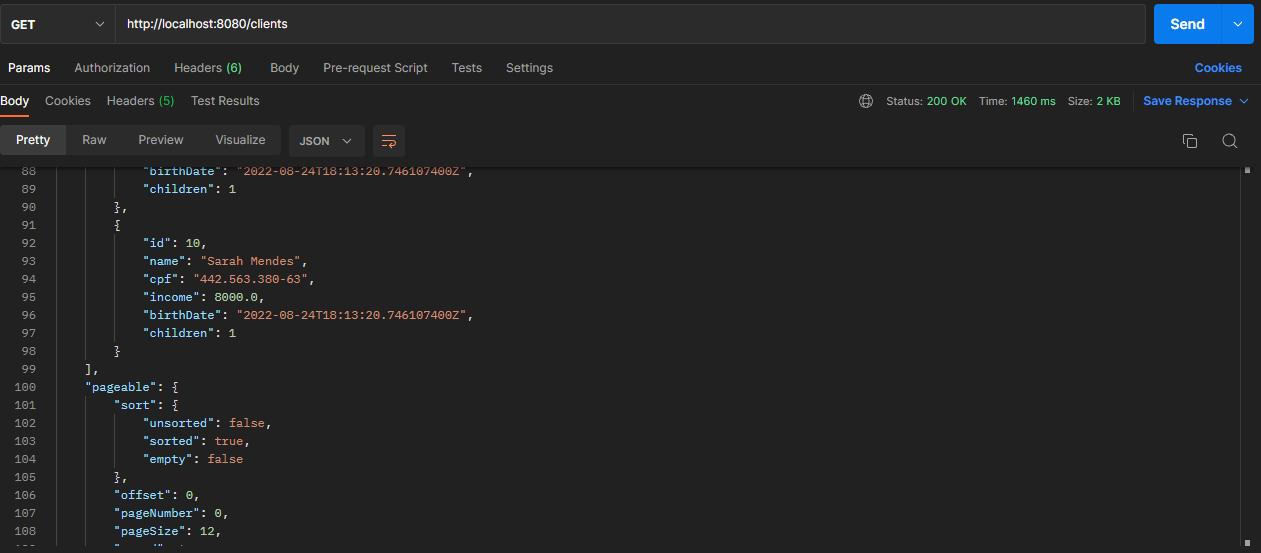 GET http://localhost:8080/clients Send
Params Authorization Headers (6) Body Pre-request Script Tests Settings Cookies
Body Cookies Headers (5) Test Results Status: 200 OK Time: 1460 ms Size: 2 KB Save Response
Pretty Raw Preview Visualize JSON
88 "birthDate": "2022-08-24T18:13:20.746107400Z",
89 "children": 1
90 },
91 {
92 "id": 10,
93 "name": "Sarah Mendes",
94 "cpf": "442.563.380-63",
95 "income": 8000.0,
96 "birthDate": "2022-08-24T18:13:20.746107400Z",
97 "children": 1
98 }
99 ],
100 "pageable": {
101 "sort": {
102 "unsorted": false,
103 "sorted": true,
104 "empty": false
105 },
106 "offset": 0,
107 "pageNumber": 0,
108 "pageSize": 12,